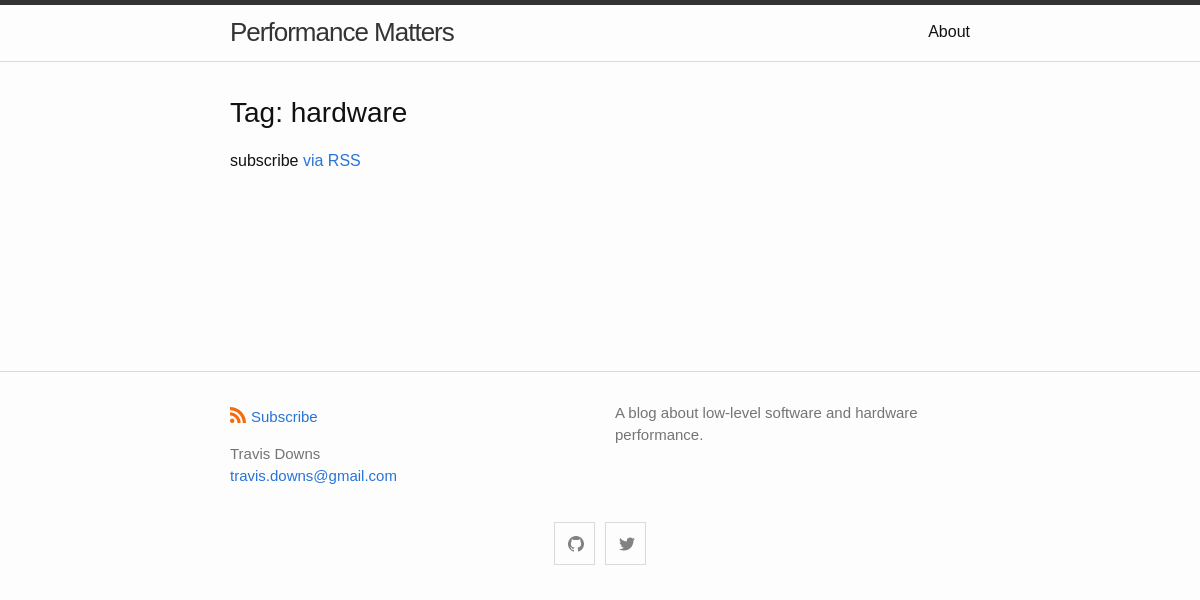 Performance Matters
About
Tag: hardware
subscribe via RSS
Subscribe
Travis Downs
travis.downs@gmail.com
A blog about low-level software and hardware
performance.